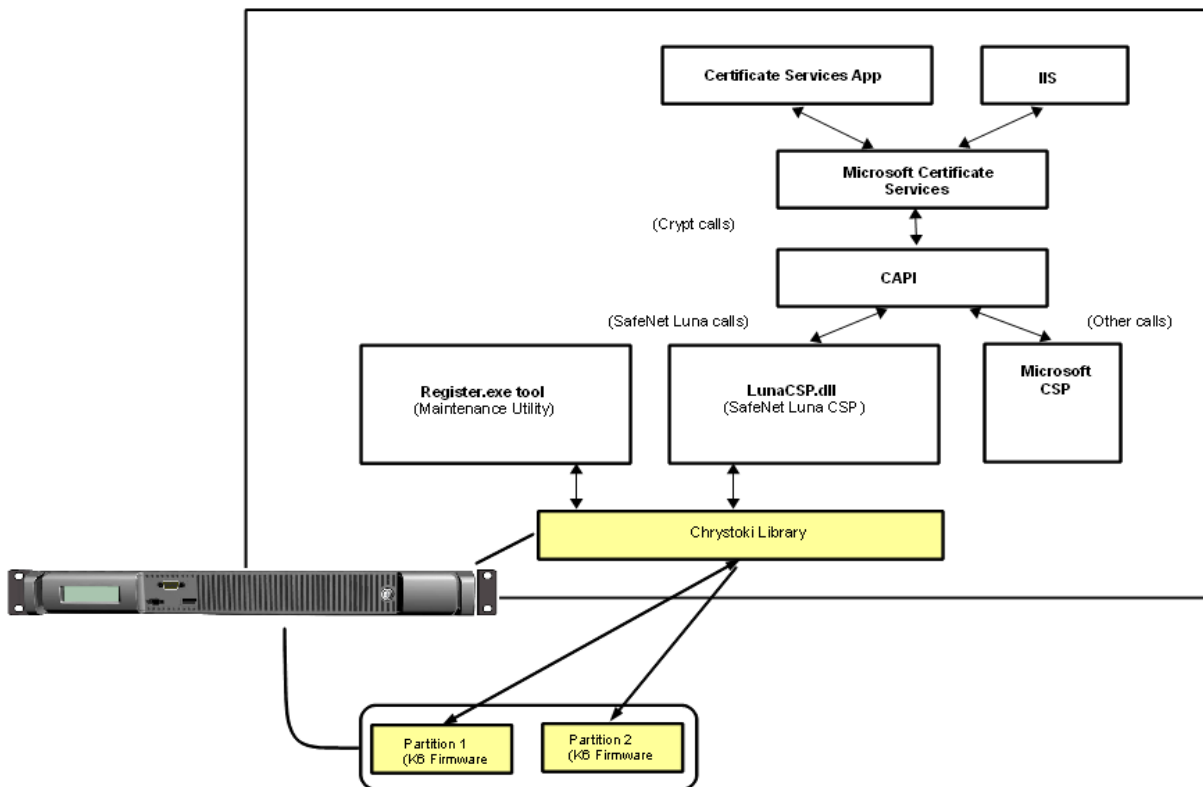 Certificate Services App
IIS
Microsoft Certificate
Services
(Crypt calls)
CAPI
(SafeNet Luna calls)
(Other calls)
Register.exe tool
(Maintenance Utility)
LunaCSP.dll
(SafeNet Luna CSP)
Microsoft
CSP
Chrystoki Library
Partition 1
(K6 Firmware
Partition 2
(K6 Firmware